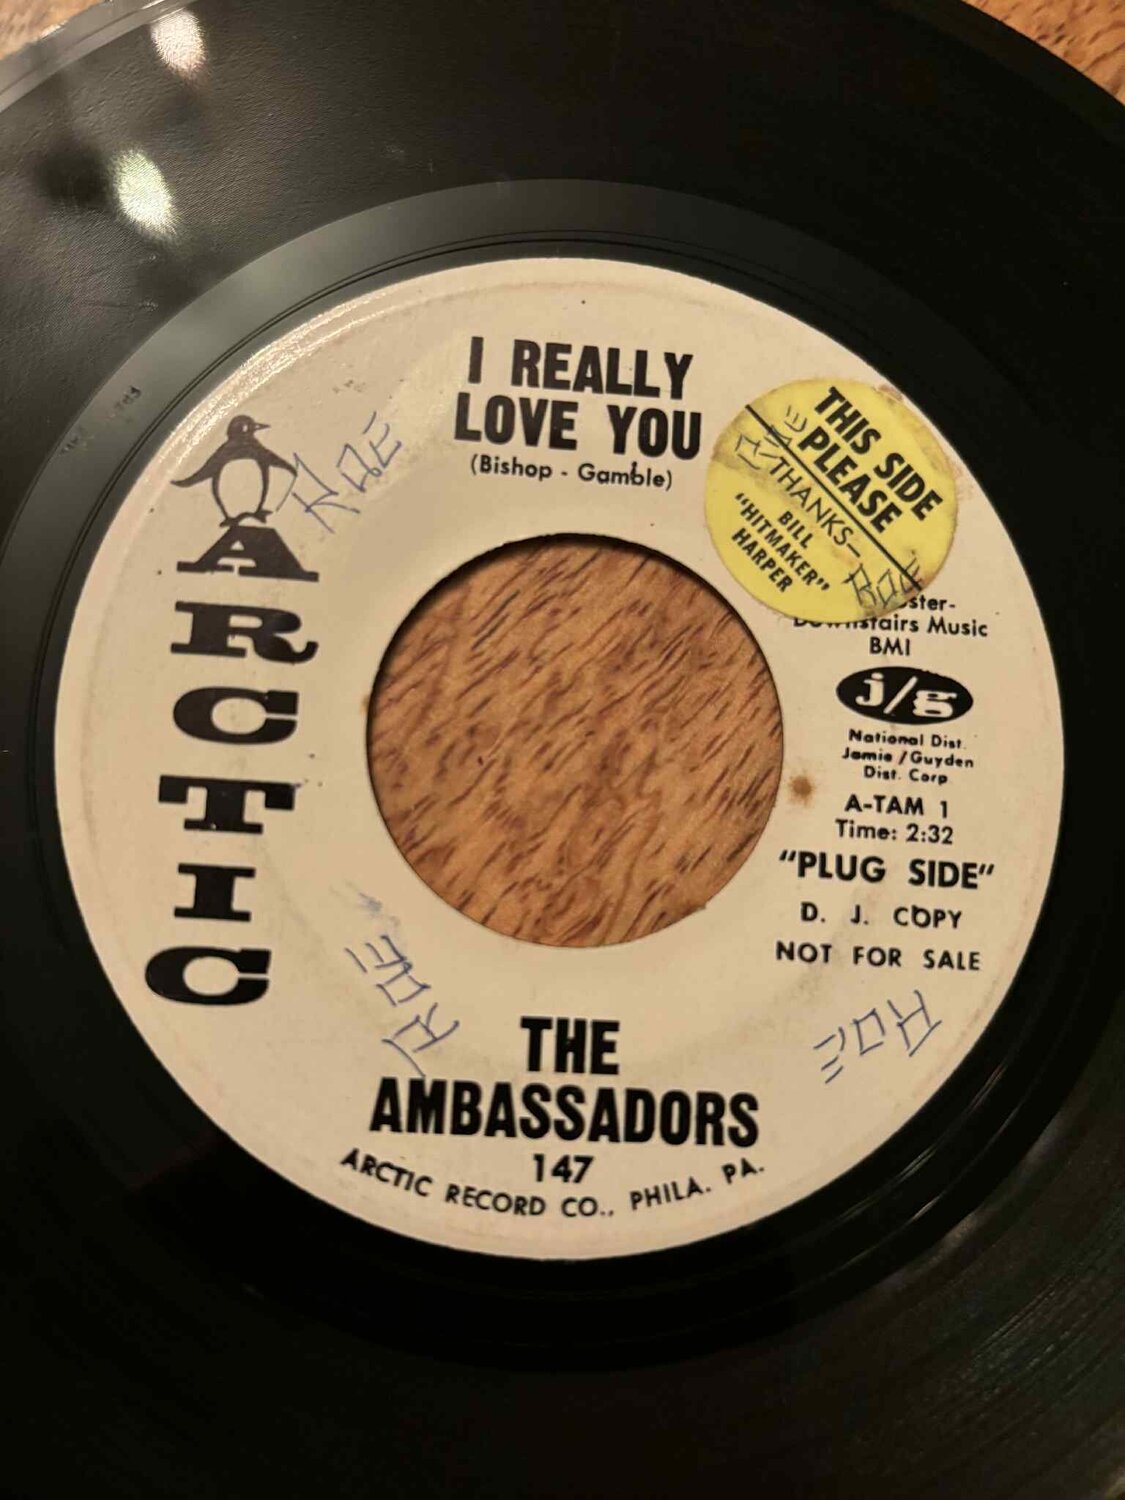 I REALLY
LOVE YOU
(Bishop - Gamble)
THIS SIDE
PLEASE
-THANKS-
BILL
"HITMAKER"
HARPER
Music
BMI
j/g
National Dist.
Jamie/Guyden
Dist. Corp
A-TAM 1
Time: 2:32
"PLUG SIDE"
D. J. COPY
NOT FOR SALE
ARCTIC
THE
AMBASSADORS
147
ARCTIC RECORD CO., PHILA. PA.